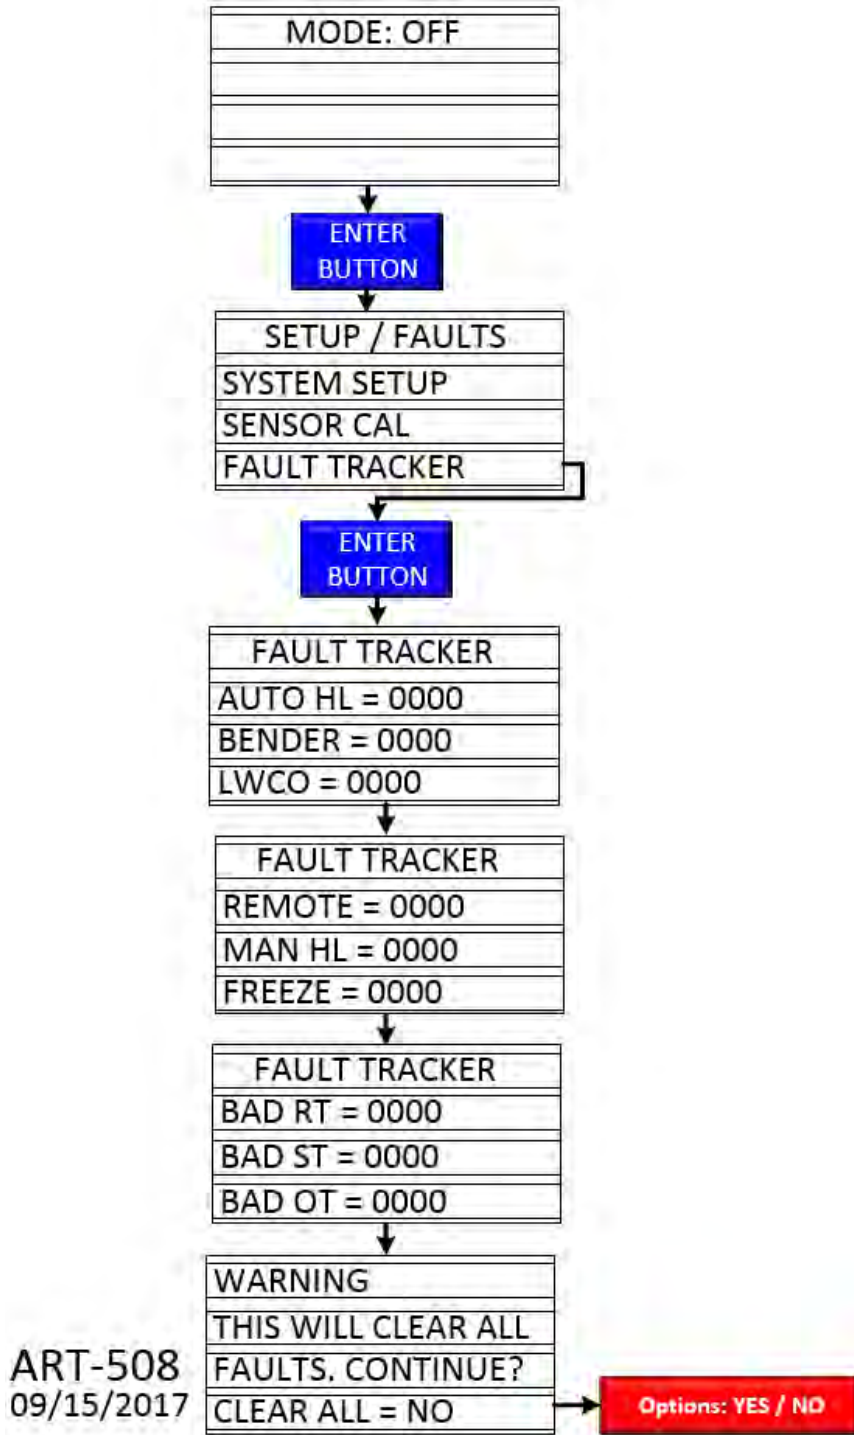 MODE: OFF
ENTER
BUTTON
SETUP / FAULTS
SYSTEM SETUP
SENSOR CAL
FAULT TRACKER
ENTER
BUTTON
FAULT TRACKER
AUTO HL = 0000
BENDER = 0000
LWCO = 0000
FAULT TRACKER
REMOTE = 0000
MAN HL = 0000
FREEZE = 0000
FAULT TRACKER
BAD RT = 0000
BAD ST = 0000
BAD OT = 0000
WARNING
THIS WILL CLEAR ALL
FAULTS. CONTINUE?
CLEAR ALL = NO
Options: YES / NO
ART-508
09/15/2017